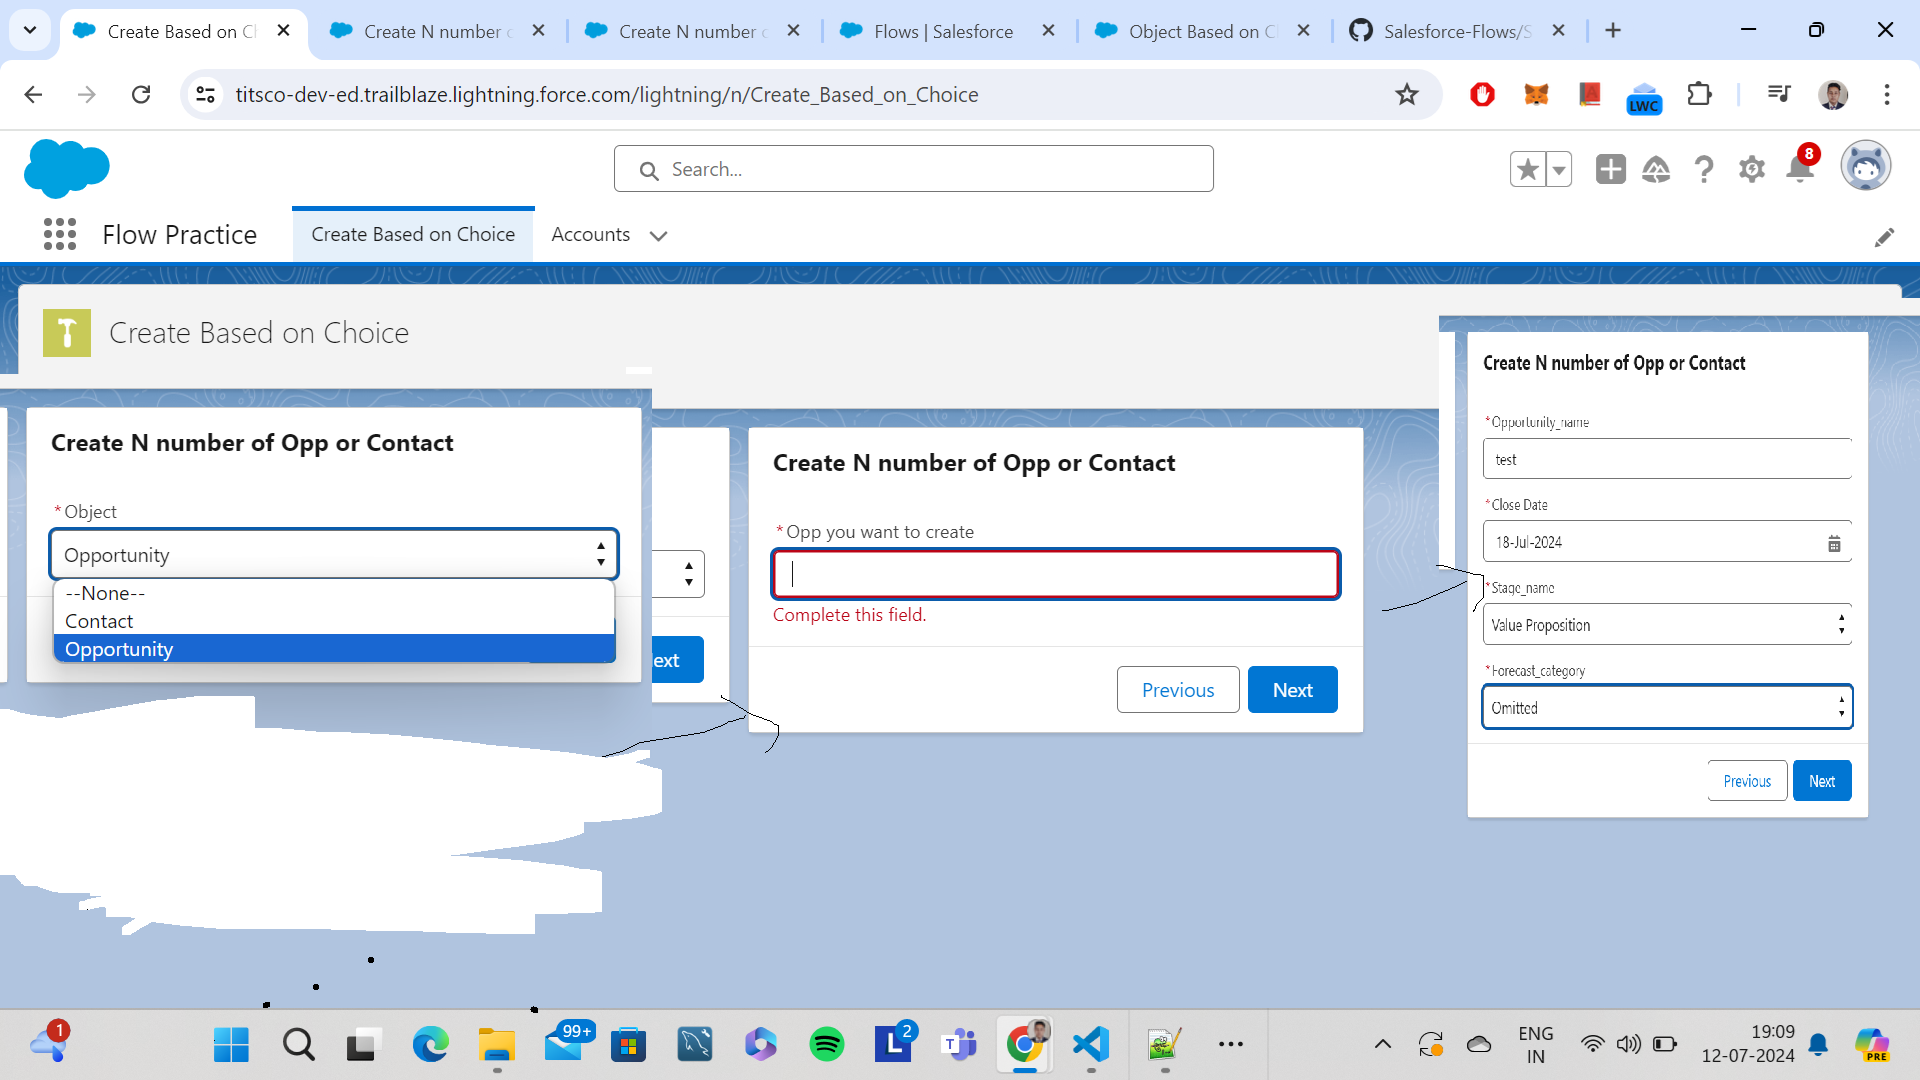 Create Based on Ch
Create N number o
Create N number o
Flows | Salesforce
Object Based on Ch
Salesforce-Flows/S
titsco-dev-ed.trailblaze.lightning.force.com/lightning/n/Create_Based_on_Choice
LWC
Search...
8
Flow Practice
Create Based on Choice
Accounts
Create Based on Choice
Create N number of Opp or Contact
*Object
Opportunity
--None--
Contact
Opportunity
ext
Create N number of Opp or Contact
*Opp you want to create
Complete this field.
Previous
Next
Create N number of Opp or Contact
*Opportunity_name
test
*Close Date
18-Jul-2024
*Stage_name
Value Proposition
*Forecast_category
Omitted
Previous
Next
1
99+
L
2
T
ENG
IN
19:09
12-07-2024
PRE